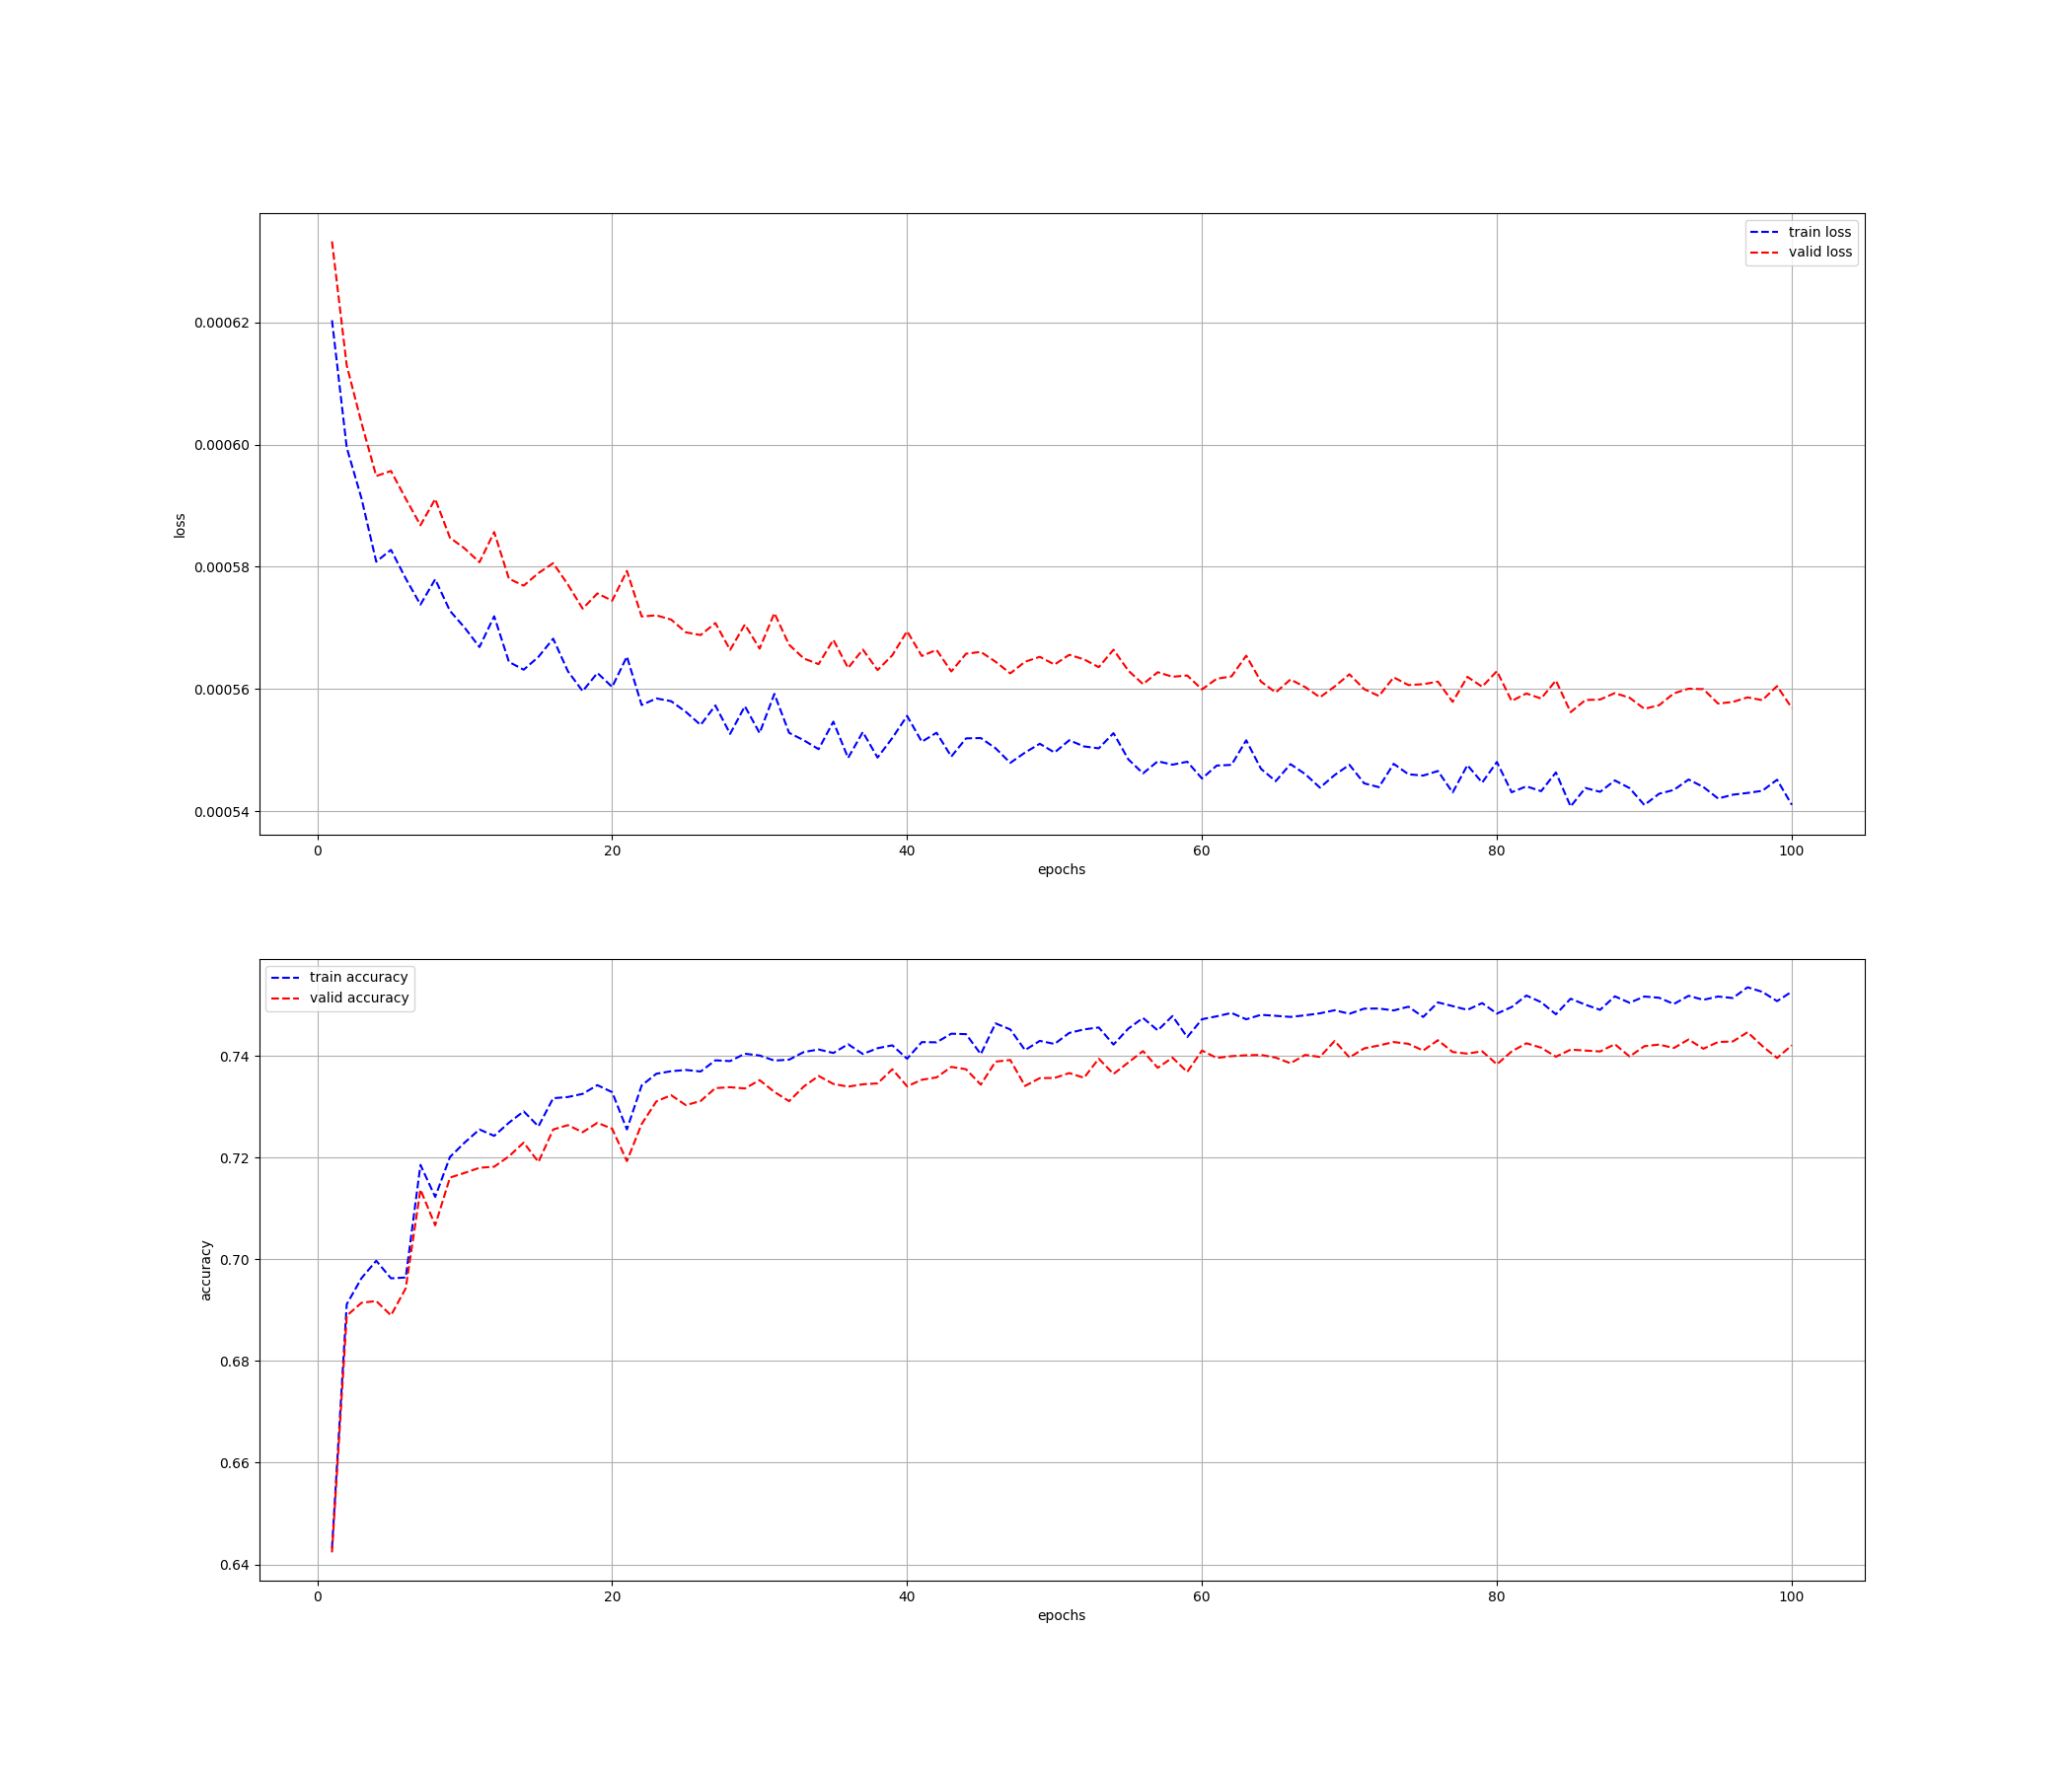 train loss
valid loss
0.00062
0.00060
0.00058
0.00056
0.00054
loss
0 20 40 60 80 100
epochs
train accuracy
valid accuracy
0.74
0.72
0.70
0.68
0.66
0.64
accuracy
0 20 40 60 80 100
epochs